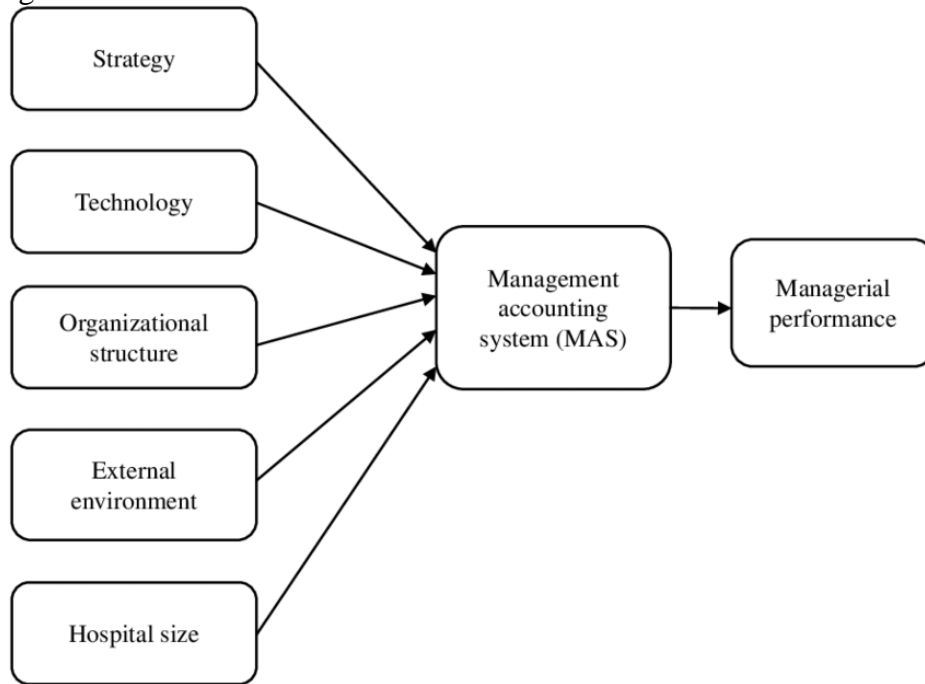 Strategy
Technology
Organizational
structure
External
environment
Hospital size
Management
accounting
system (MAS)
Managerial
performance